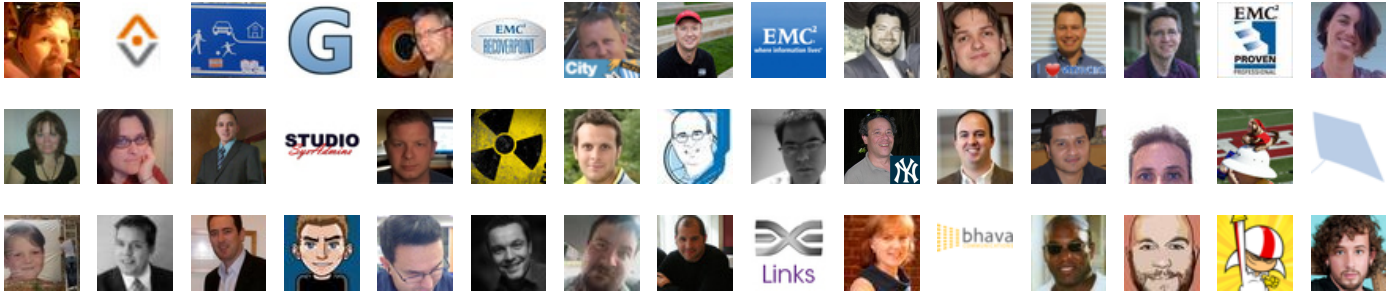 G
EMC²
RECOVERPOINT
City
EMC²
where information lives®
I ❤
EMC²
PROVEN
PROFESSIONAL
STUDIO
SysAdmins
NY
Links
bhava